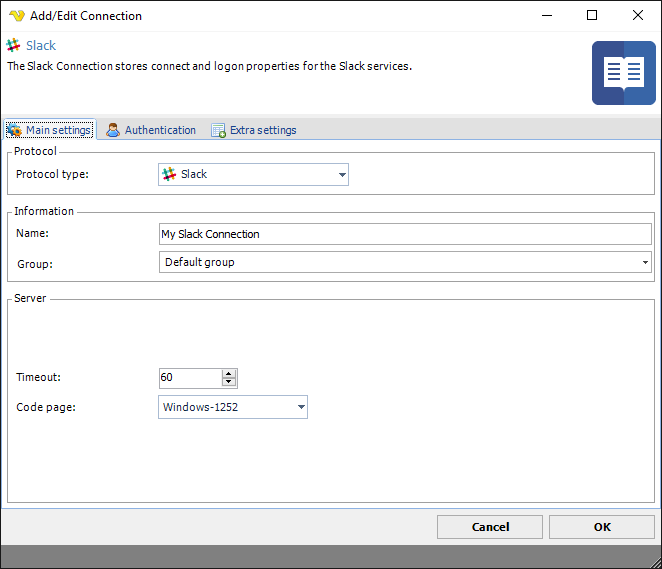 Add/Edit Connection
Slack
The Slack Connection stores connect and logon properties for the Slack services.
Main settings Authentication Extra settings
Protocol
Protocol type: Slack
Information
Name: My Slack Connection
Group: Default group
Server
Timeout: 60
Code page: Windows-1252
Cancel OK